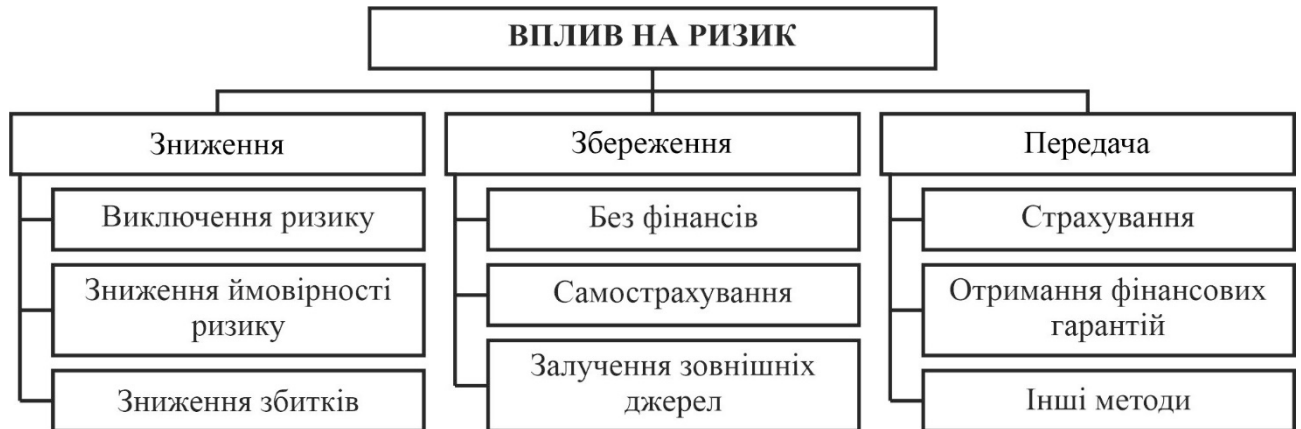 ВПЛИВ НА РИЗИК
Зниження
Виключення ризику
Зниження ймовірності
ризику
Зниження збитків
Збереження
Без фінансів
Самострахування
Залучення зовнішніх
джерел
Передача
Страхування
Отримання фінансових
гарантій
Інші методи